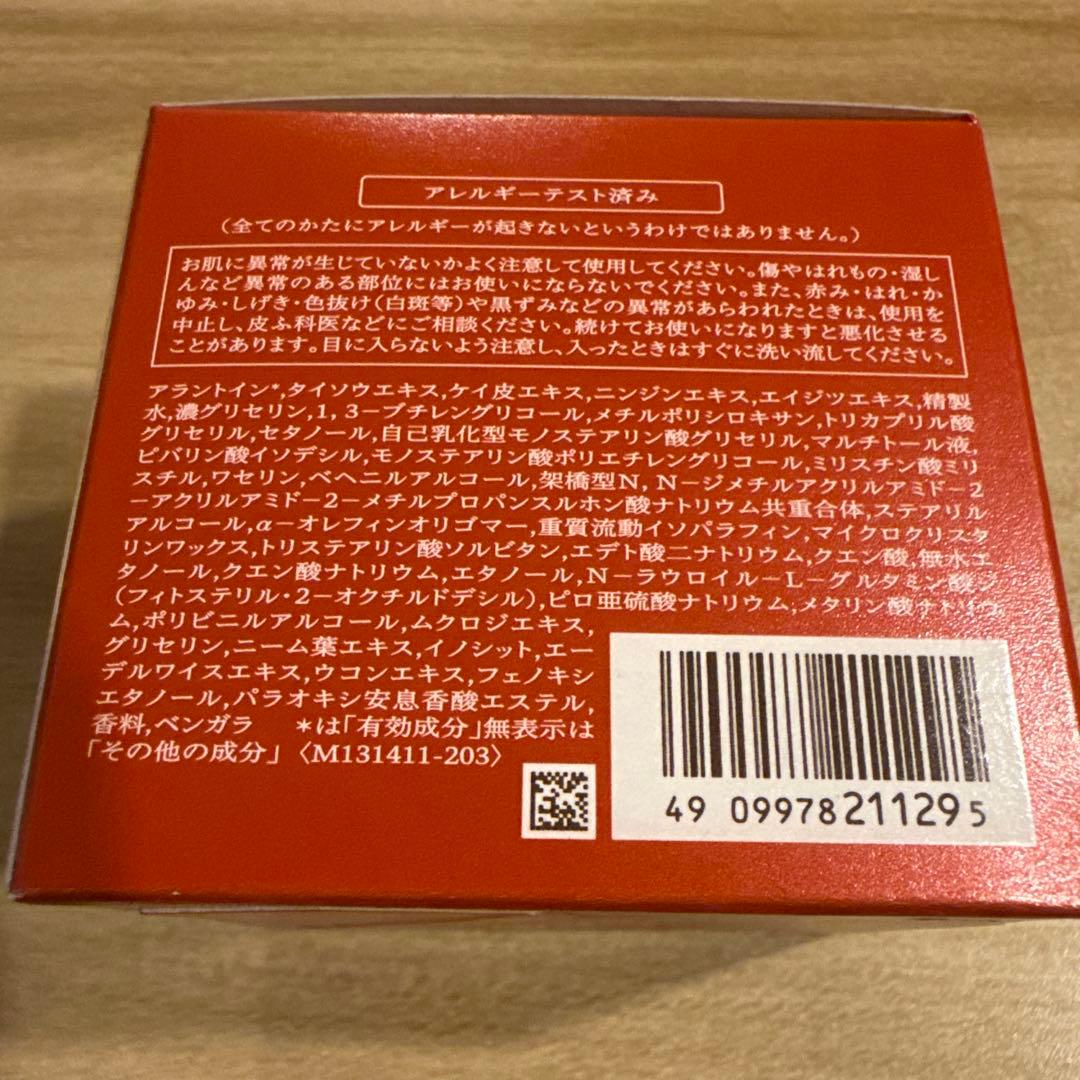 アレルギーテスト済み
（全てのかたにアレルギーが起きないというわけではありません。）
お肌に異常が生じていないかよく注意して使用してください。傷やはれもの・湿し
んなど異常のある部位にはお使いにならないでください。また、赤み・はれ・か
ゆみ・しげき・色抜け（白斑等）や黒ずみなどの異常があらわれたときは、使用を
中止し、皮ふ科医などにご相談ください。続けてお使いになりますと悪化させる
ことがあります。目に入らないよう注意し、入ったときはすぐに洗い流してください。
アラントイン*,タイソウエキス,ケイ皮エキス,ニンジンエキス,エイジツエキス,精製
水,濃グリセリン,1,3−ブチレングリコール,メチルポリシロキサン,トリカプリル酸
グリセリル,セタノール,自己乳化型モノステアリン酸グリセリル,マルチトール液,
ピバリン酸イソデシル,モノステアリン酸ポリエチレングリコール,ミリスチン酸ミリ
スチル,ワセリン,ベヘニルアルコール,架橋型N,N−ジメチルアクリルアミド−2
−アクリルアミド−2−メチルプロパンスルホン酸ナトリウム共重合体,ステアリル
アルコール,α−オレフィンオリゴマー,重質流動イソパラフィン,マイクロクリスタ
リンワックス,トリステアリン酸ソルビタン,エデト酸二ナトリウム,クエン酸,無水エ
タノール,クエン酸ナトリウム,エタノール,N−ラウロイル−L−グルタミン酸ジ
（フィトステリル・2−オクチルドデシル）,ピロ亜硫酸ナトリウム,メタリン酸ナトリウ
ム,ポリビニルアルコール,ムクロジエキス,
グリセリン,ニーム葉エキス,イノシット,エー
デルワイスエキス,ウコンエキス,フェノキシ
エタノール,パラオキシ安息香酸エステル,
香料,ベンガラ　*は「有効成分」無表示は
「その他の成分」〈M131411-203〉
49 09978 211295